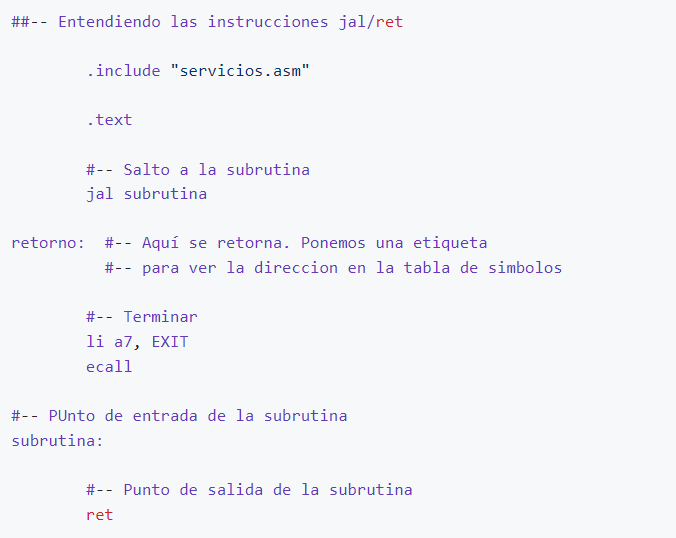 ##-- Entendiendo las instrucciones jal/ret
.include "servicios.asm"
.text
#-- Salto a la subrutina
jal subrutina
retorno:  #-- Aquí se retorna. Ponemos una etiqueta
#-- para ver la direccion en la tabla de simbolos
#-- Terminar
li a7, EXIT
ecall
#-- PUnto de entrada de la subrutina
subrutina:
#-- Punto de salida de la subrutina
ret